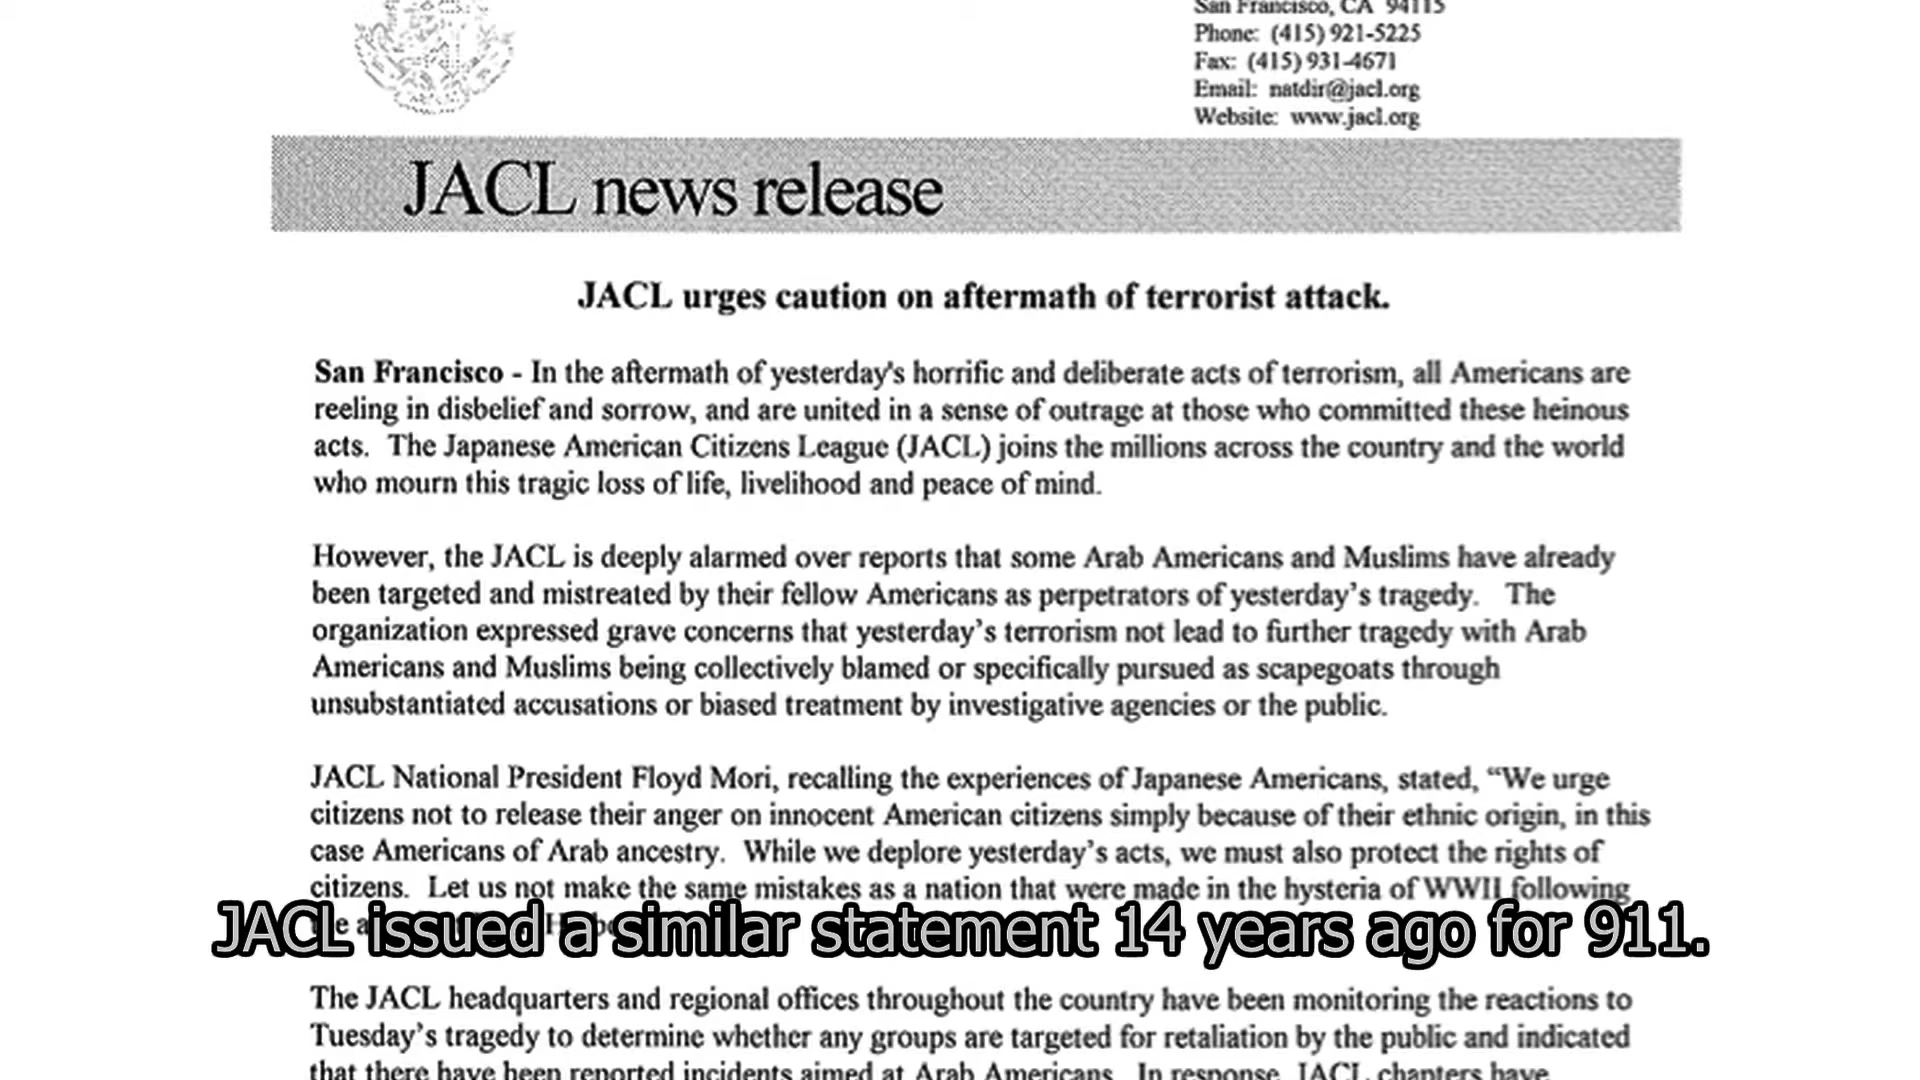 San Francisco, CA 94115
Phone: (415) 921-5225
Fax: (415) 931-4671
Email: natdir@jacl.org
Website: www.jacl.org
JACL news release
JACL urges caution on aftermath of terrorist attack.
San Francisco - In the aftermath of yesterday's horrific and deliberate acts of terrorism, all Americans are
reeling in disbelief and sorrow, and are united in a sense of outrage at those who committed these heinous
acts. The Japanese American Citizens League (JACL) joins the millions across the country and the world
who mourn this tragic loss of life, livelihood and peace of mind.
However, the JACL is deeply alarmed over reports that some Arab Americans and Muslims have already
been targeted and mistreated by their fellow Americans as perpetrators of yesterday's tragedy. The
organization expressed grave concerns that yesterday's terrorism not lead to further tragedy with Arab
Americans and Muslims being collectively blamed or specifically pursued as scapegoats through
unsubstantiated accusations or biased treatment by investigative agencies or the public.
JACL National President Floyd Mori, recalling the experiences of Japanese Americans, stated, “We urge
citizens not to release their anger on innocent American citizens simply because of their ethnic origin, in this
case Americans of Arab ancestry. While we deplore yesterday's acts, we must also protect the rights of
citizens. Let us not make the same mistakes as a nation that were made in the hysteria of WWII following
JACL issued a similar statement 14 years ago for 911.
The JACL headquarters and regional offices throughout the country have been monitoring the reactions to
Tuesday's tragedy to determine whether any groups are targeted for retaliation by the public and indicated
that there have been reported incidents aimed at Arab Americans. In response, JACL chapters have